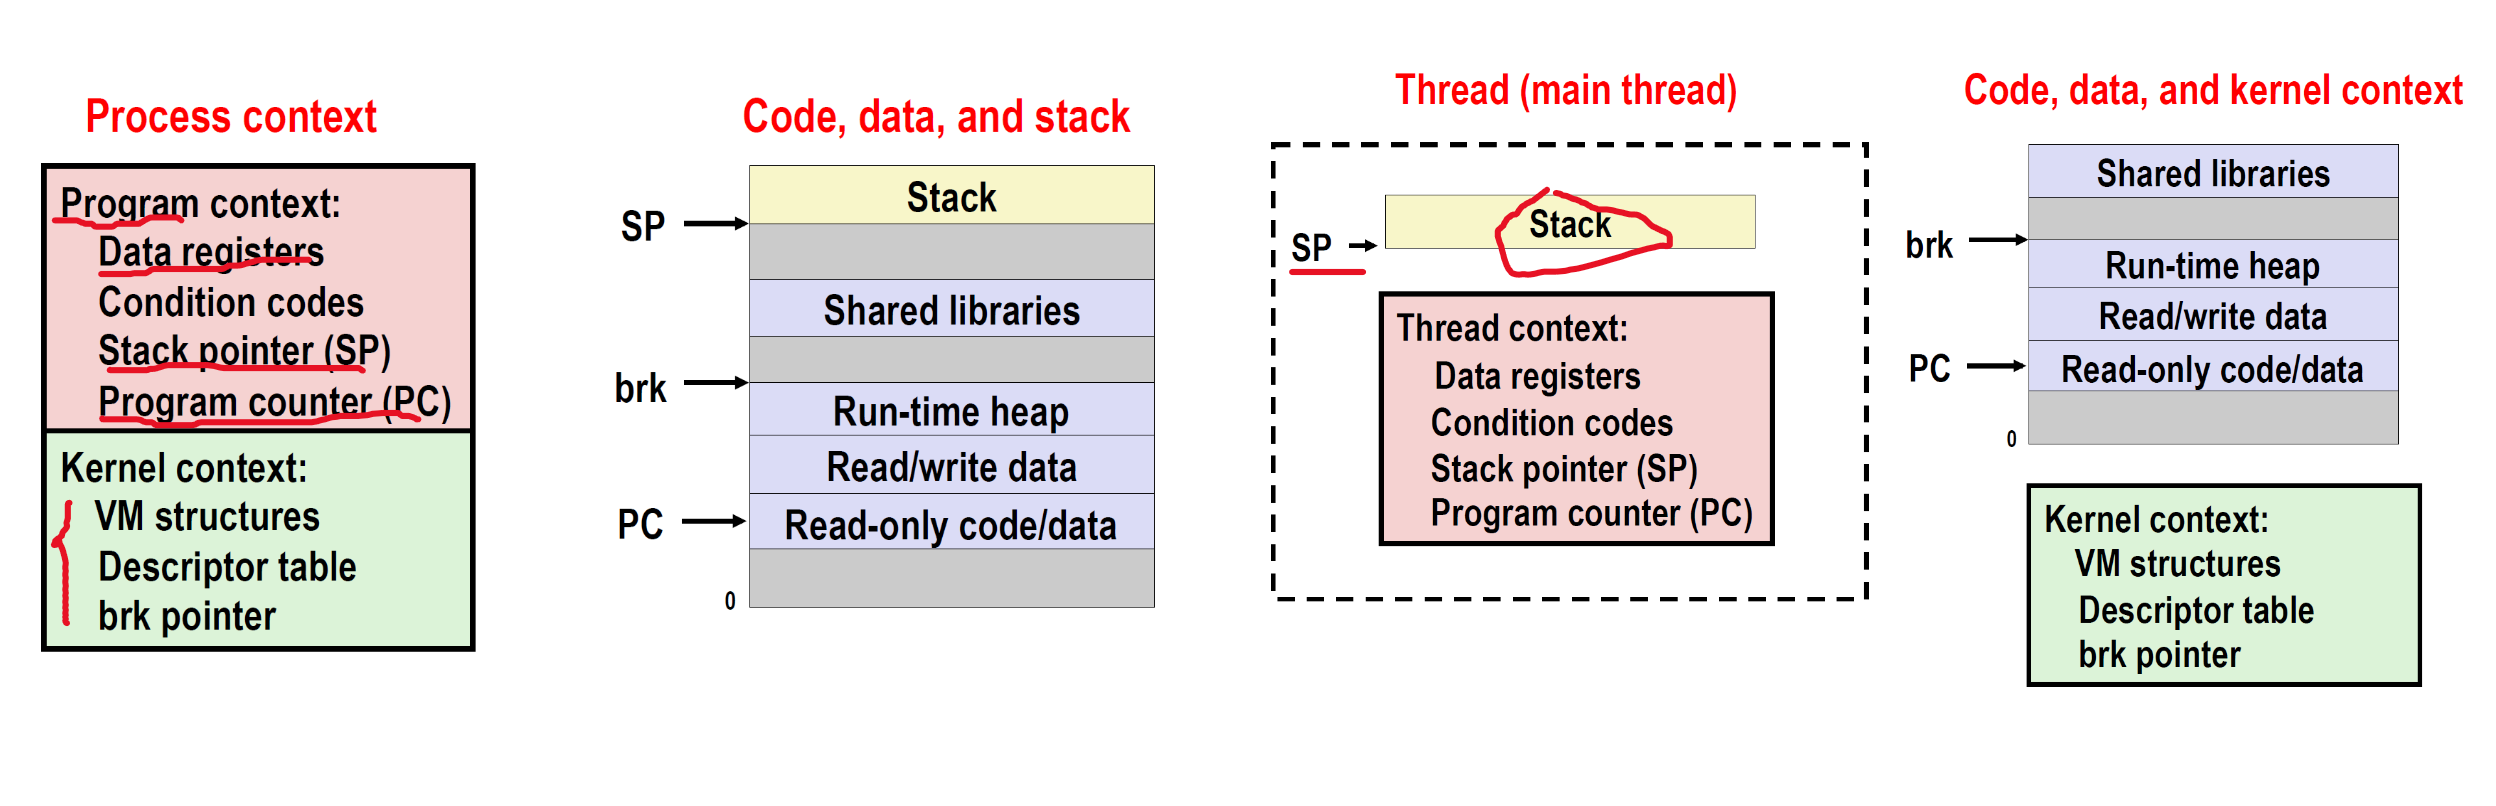 Process context
Program context:
Data registers
Condition codes
Stack pointer (SP)
Program counter (PC)
Kernel context:
VM structures
Descriptor table
brk pointer
Code, data, and stack
Stack
SP
Shared libraries
brk
Run-time heap
Read/write data
PC
Read-only code/data
0
Thread (main thread)
Stack
SP
Thread context:
Data registers
Condition codes
Stack pointer (SP)
Program counter (PC)
Code, data, and kernel context
Shared libraries
brk
Run-time heap
Read/write data
PC
Read-only code/data
0
Kernel context:
VM structures
Descriptor table
brk pointer